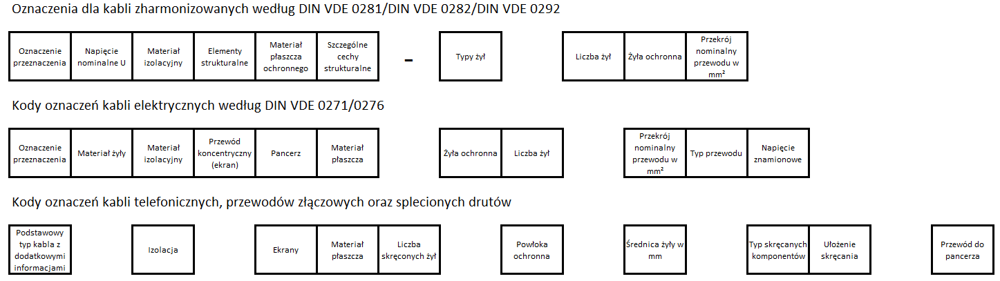 Oznaczenia dla kabli zharmonizowanych według DIN VDE 0281/DIN VDE 0282/DIN VDE 0292
Oznaczenie
przeznaczenia
Napięcie
nominalne U
Materiał
izolacyjny
Elementy
strukturalne
Materiał
płaszcza
ochronnego
Szczególne
cechy
strukturalne
-
Typy żył
Liczba żył
Żyła ochronna
Przekrój
nominalny
przewodu w
mm²
Kody oznaczeń kabli elektrycznych według DIN VDE 0271/0276
Oznaczenie
przeznaczenia
Materiał żyły
Materiał
izolacyjny
Przewód
koncentryczny
(ekran)
Pancerz
Materiał
płaszcza
Żyła ochronna
Liczba żył
Przekrój
nominalny
przewodu w
mm²
Typ przewodu
Napięcie
znamionowe
Kody oznaczeń kabli telefonicznych, przewodów złączowych oraz splecionych drutów
Podstawowy
typ kabla z
dodatkowymi
informacjami
Izolacja
Ekrany
Materiał
płaszcza
Liczba
skręconych żył
Powłoka
ochronna
Średnica żyły w
mm
Typ skręcanych
komponentów
Ułożenie
skręcania
Przewód do
pancerza